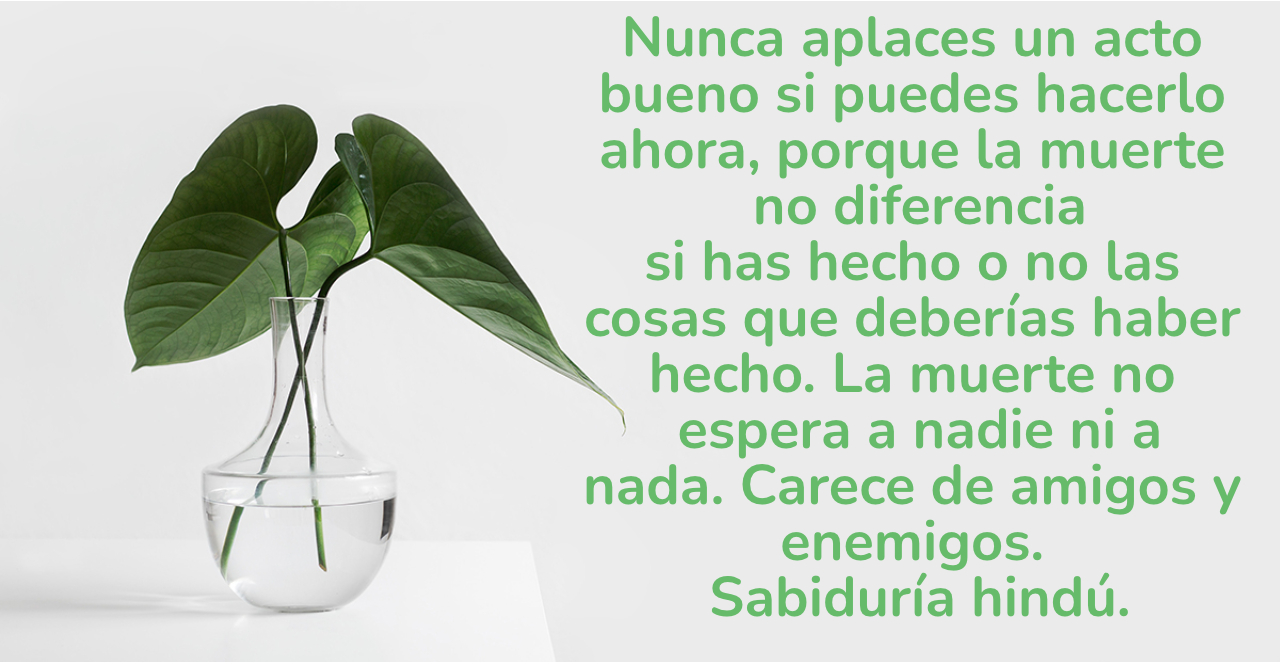 Nunca aplaces un acto
bueno si puedes hacerlo
ahora, porque la muerte
no diferencia
si has hecho o no las
cosas que deberías haber
hecho. La muerte no
espera a nadie ni a
nada. Carece de amigos y
enemigos.
Sabiduría hindú.